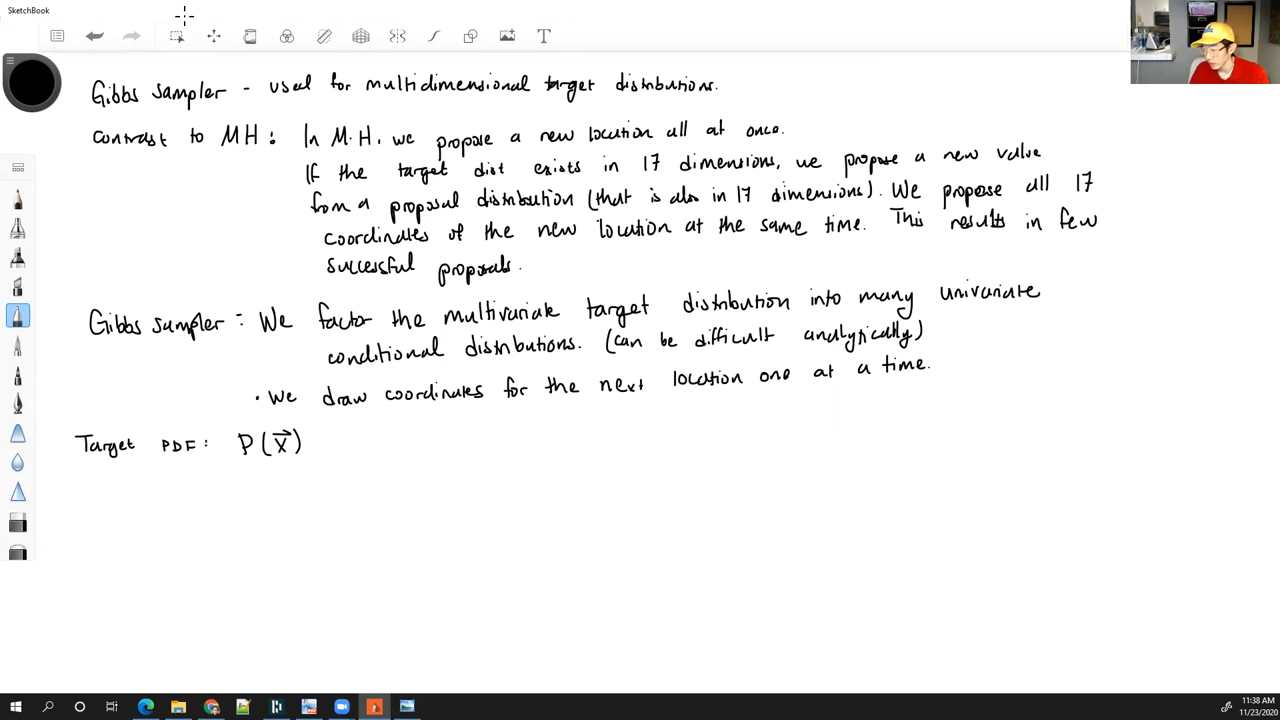 SketchBook
Gibbs sampler - used for multidimensional target distributions.
Contrast to MH: In M.H. we propose a new location all at once.
If the target dist exists in 17 dimensions, we propose a new value
from a proposal distribution (that is also in 17 dimensions). We propose all 17
coordinates of the new location at the same time. This results in few
successful proposals.
Gibbs sampler: We factor the multivariate target distribution into many univariate
conditional distributions. (can be difficult analytically)
• We draw coordinates for the next location one at a time.
Target PDF: P(x⃗)
11:38 AM
11/23/2020